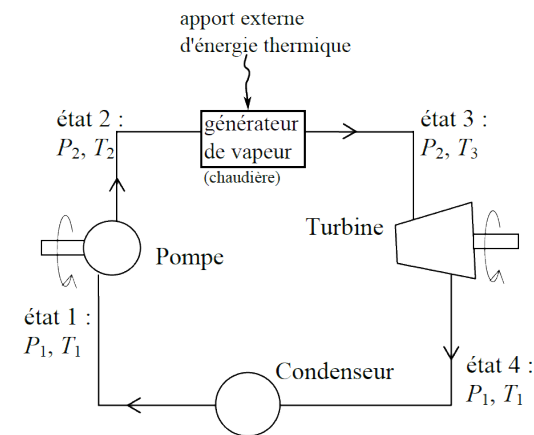 apport externe
d'énergie thermique
état 2 :
P2, T2
générateur
de vapeur
(chaudière)
état 3 :
P2, T3
Turbine
Pompe
état 1 :
P1, T1
Condenseur
état 4 :
P1, T1